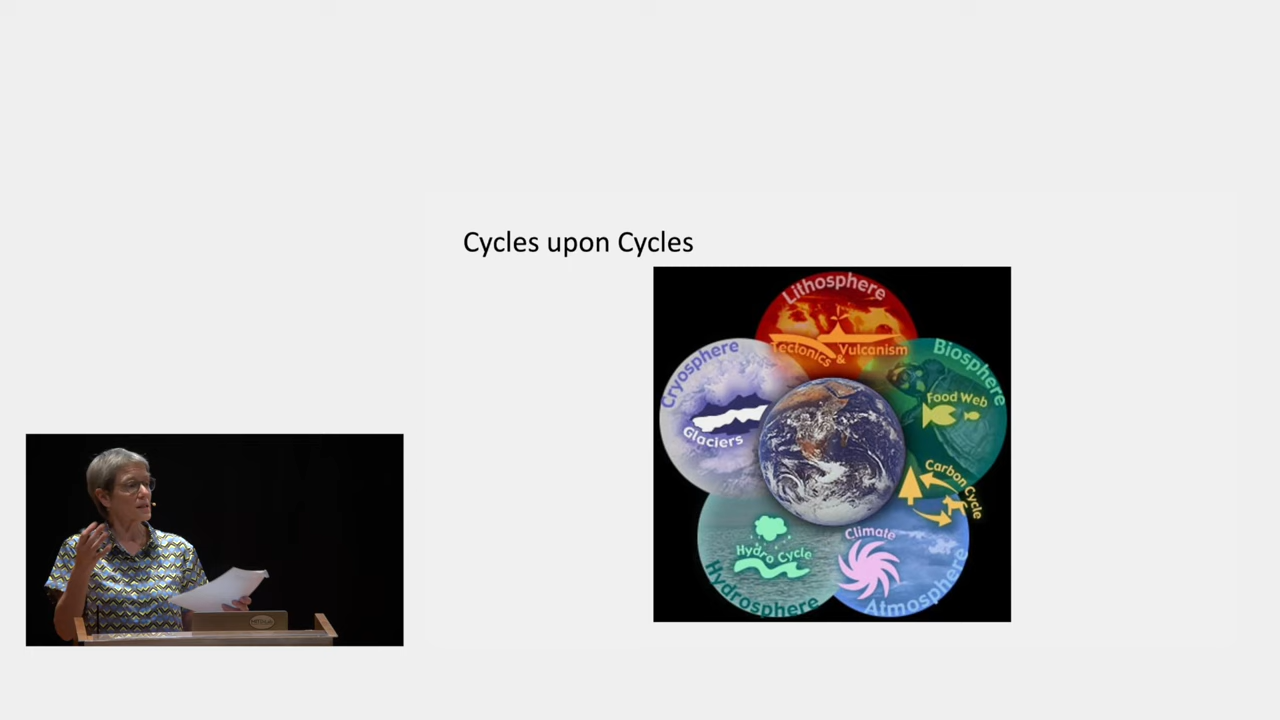 Cycles upon Cycles
Lithosphere
Tectonics & Vulcanism
Cryosphere
Glaciers
Biosphere
Food Web
Carbon Cycle
Hydro Cycle
Hydrosphere
Climate
Atmosphere